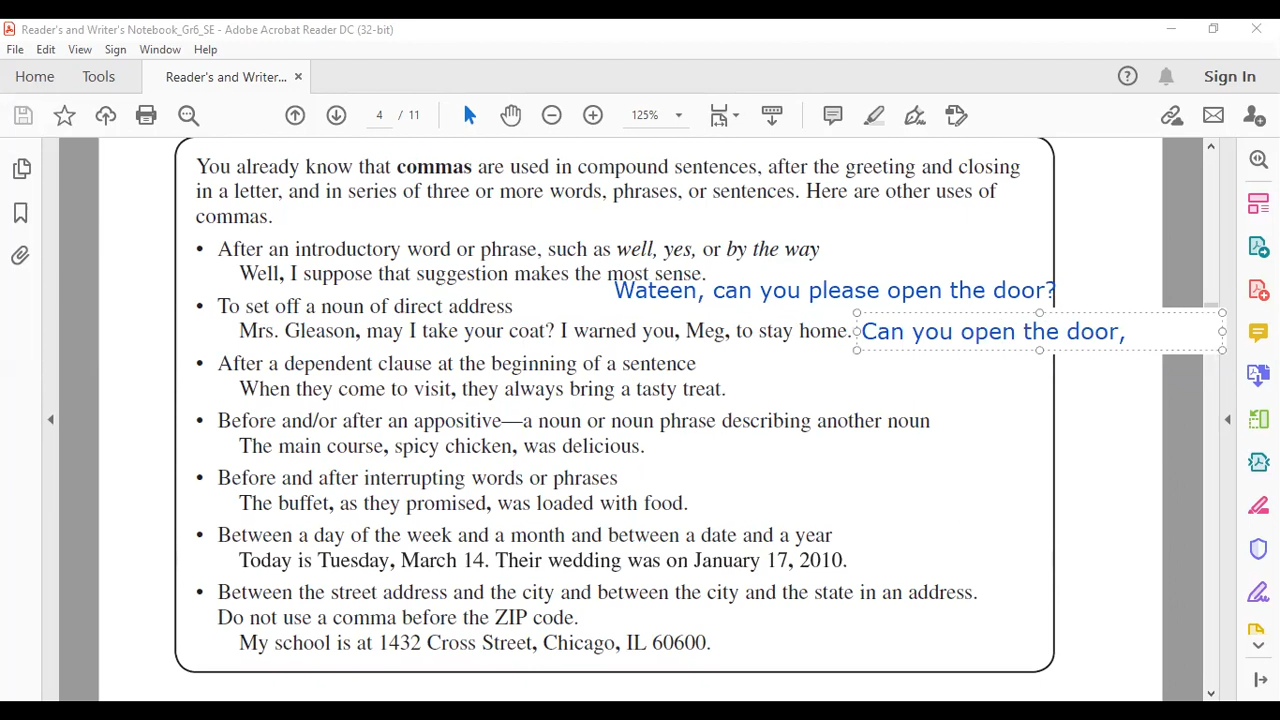 Reader's and Writer's Notebook_Gr6_SE - Adobe Acrobat Reader DC (32-bit)
File Edit View Sign Window Help
Home Tools Reader's and Writer... × Sign In
4 / 11 125%
You already know that commas are used in compound sentences, after the greeting and closing
in a letter, and in series of three or more words, phrases, or sentences. Here are other uses of
commas.
• After an introductory word or phrase, such as well, yes, or by the way
Well, I suppose that suggestion makes the most sense.
Wateen, can you please open the door?
• To set off a noun of direct address
Mrs. Gleason, may I take your coat? I warned you, Meg, to stay home.
Can you open the door,
• After a dependent clause at the beginning of a sentence
When they come to visit, they always bring a tasty treat.
• Before and/or after an appositive—a noun or noun phrase describing another noun
The main course, spicy chicken, was delicious.
• Before and after interrupting words or phrases
The buffet, as they promised, was loaded with food.
• Between a day of the week and a month and between a date and a year
Today is Tuesday, March 14. Their wedding was on January 17, 2010.
• Between the street address and the city and between the city and the state in an address.
Do not use a comma before the ZIP code.
My school is at 1432 Cross Street, Chicago, IL 60600.